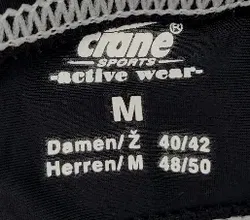 crane®
SPORTS
-active wear-
M
Damen/Ž 40/42
Herren/M 48/50